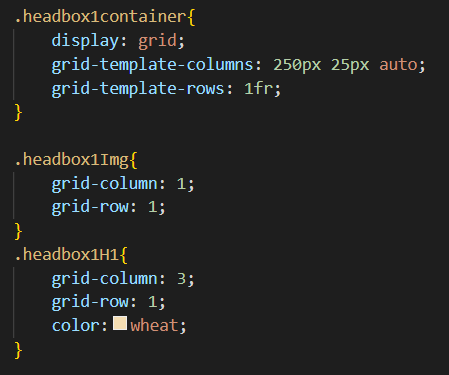 .headbox1container{
    display: grid;
    grid-template-columns: 250px 25px auto;
    grid-template-rows: 1fr;
}

.headbox1Img{
    grid-column: 1;
    grid-row: 1;
}
.headbox1H1{
    grid-column: 3;
    grid-row: 1;
    color: wheat;
}